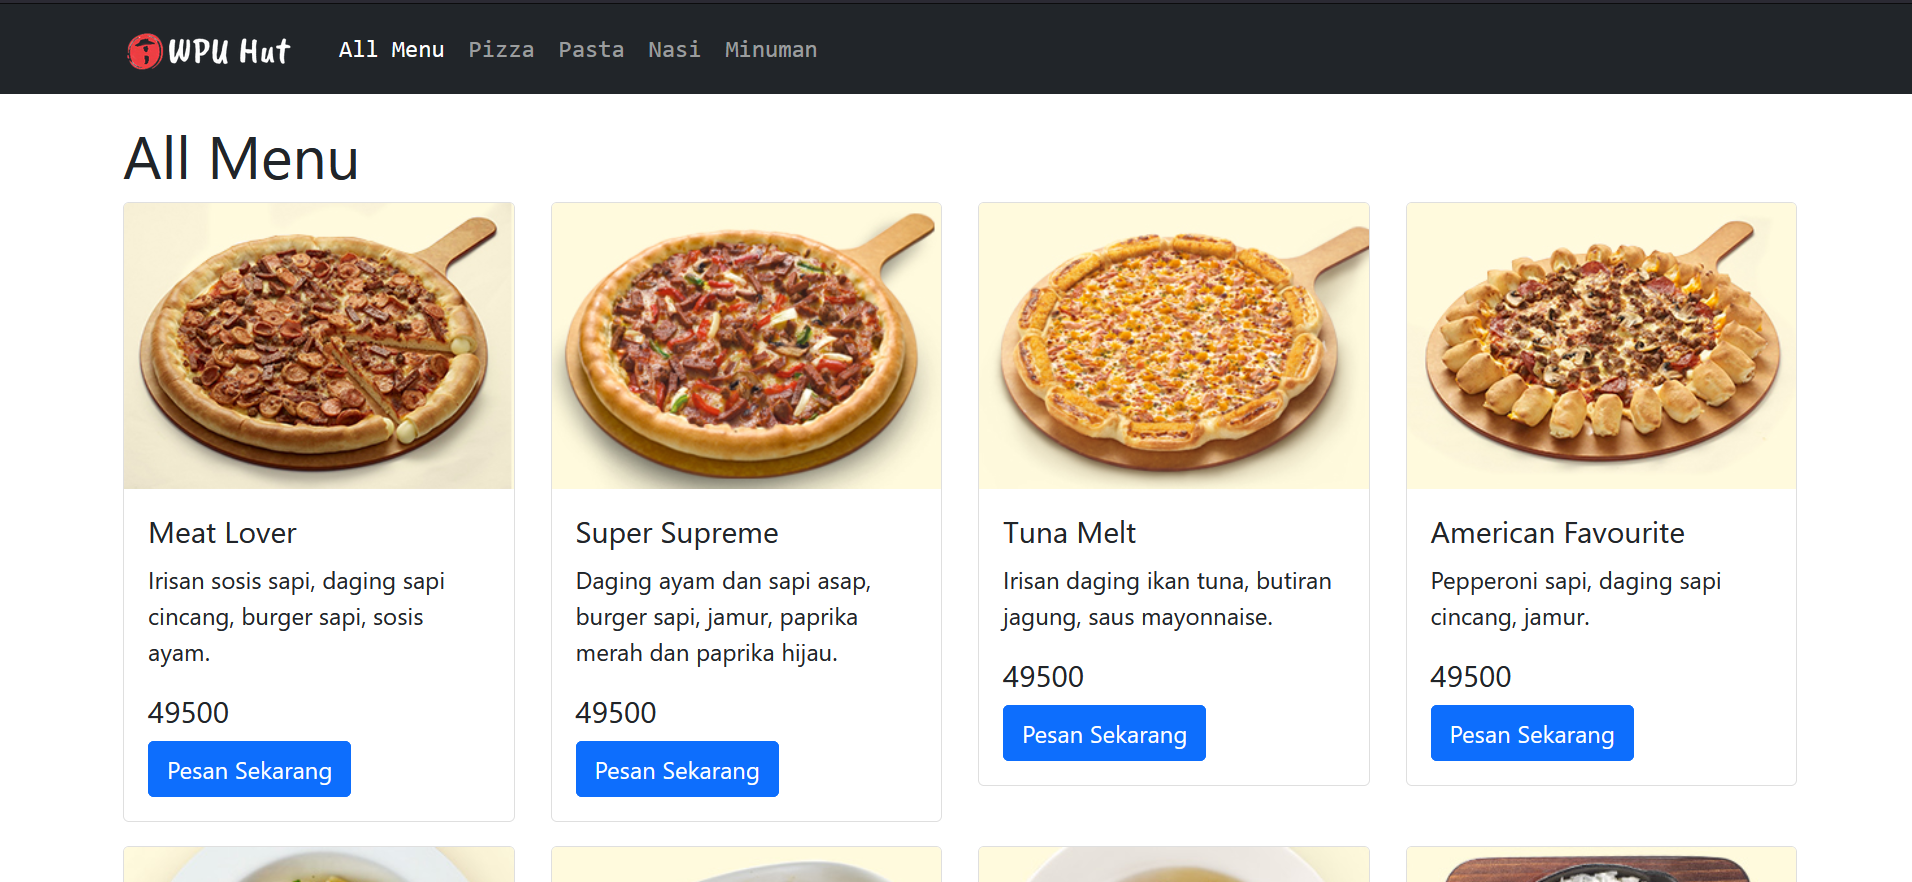 WPU Hut All Menu Pizza Pasta Nasi Minuman
All Menu
Meat Lover
Irisan sosis sapi, daging sapi
cincang, burger sapi, sosis
ayam.
49500
Pesan Sekarang
Super Supreme
Daging ayam dan sapi asap,
burger sapi, jamur, paprika
merah dan paprika hijau.
49500
Pesan Sekarang
Tuna Melt
Irisan daging ikan tuna, butiran
jagung, saus mayonnaise.
49500
Pesan Sekarang
American Favourite
Pepperoni sapi, daging sapi
cincang, jamur.
49500
Pesan Sekarang